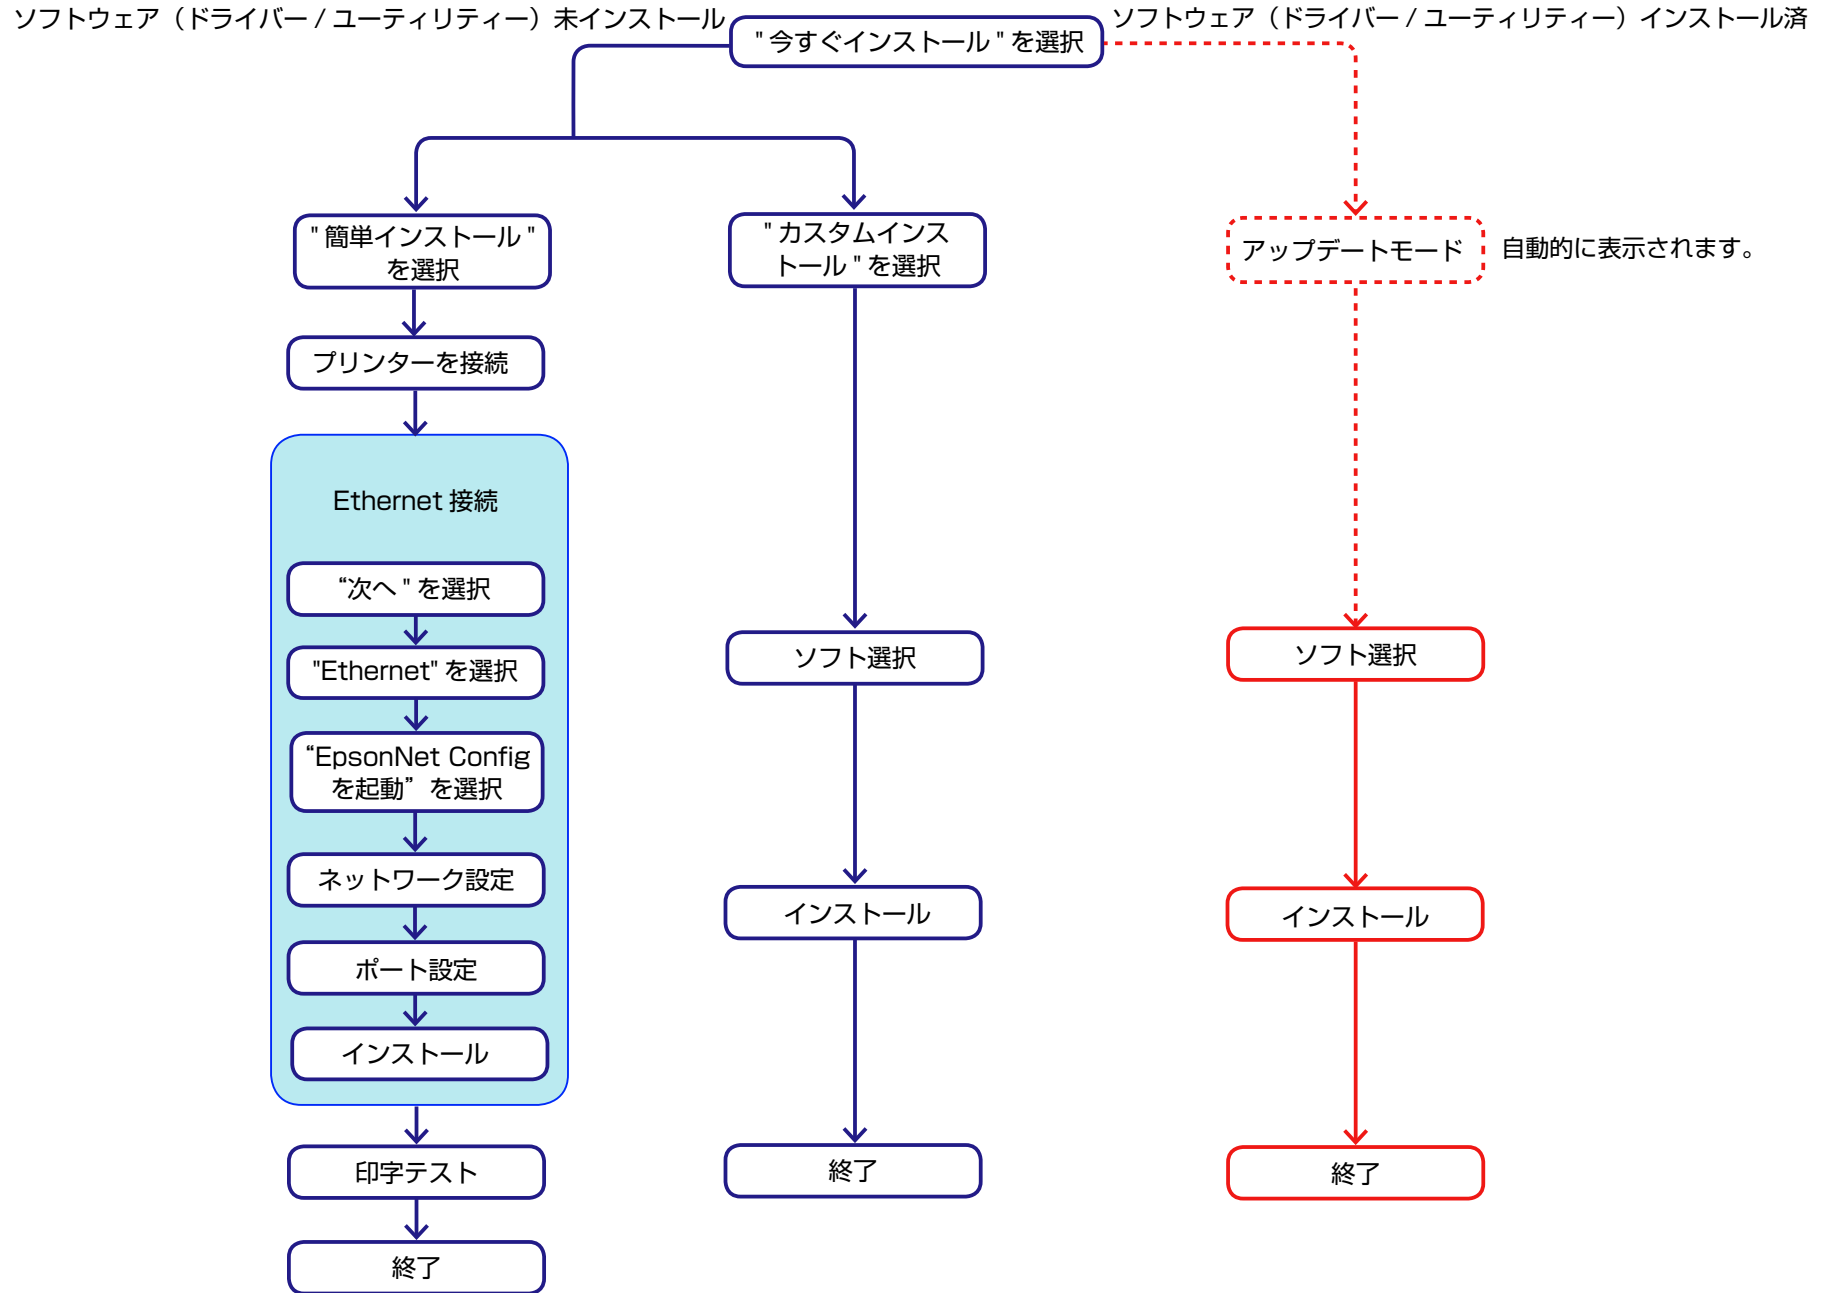 ソフトウェア（ドライバー / ユーティリティー）未インストール
" 今すぐインストール " を選択
ソフトウェア（ドライバー / ユーティリティー）インストール済
" 簡単インストール "
を選択
プリンターを接続
Ethernet 接続
“次へ " を選択
"Ethernet" を選択
“EpsonNet Config
を起動”を選択
ネットワーク設定
ポート設定
インストール
印字テスト
終了
" カスタムインス
トール " を選択
ソフト選択
インストール
終了
アップデートモード
自動的に表示されます。
ソフト選択
インストール
終了